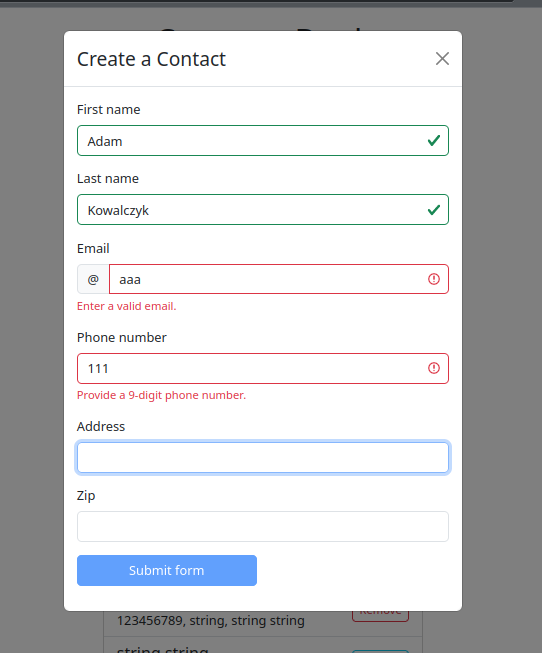 Create a Contact
First name
Adam
Last name
Kowalczyk
Email
@ aaa
Enter a valid email.
Phone number
111
Provide a 9-digit phone number.
Address
Zip
Submit form
Remove
123456789, string, string string
string string